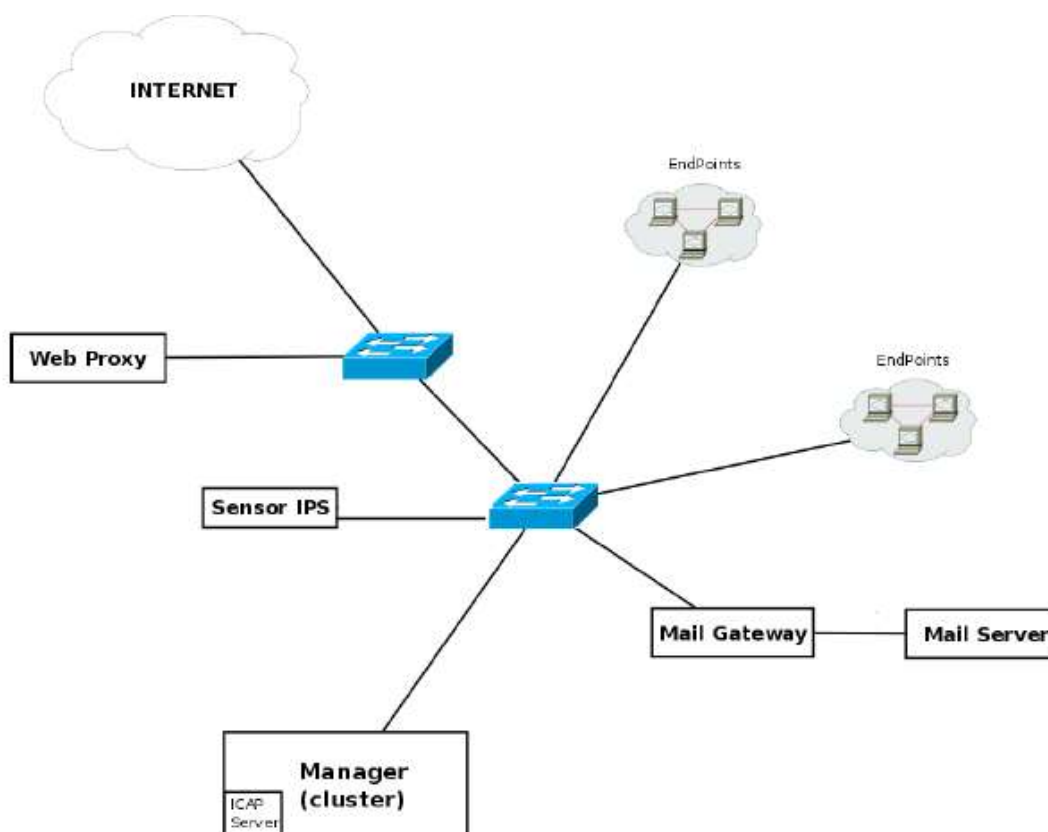 INTERNET
EndPoints
Web Proxy
EndPoints
Sensor IPS
Mail Gateway
Mail Server
Manager
(cluster)
ICAP
Server